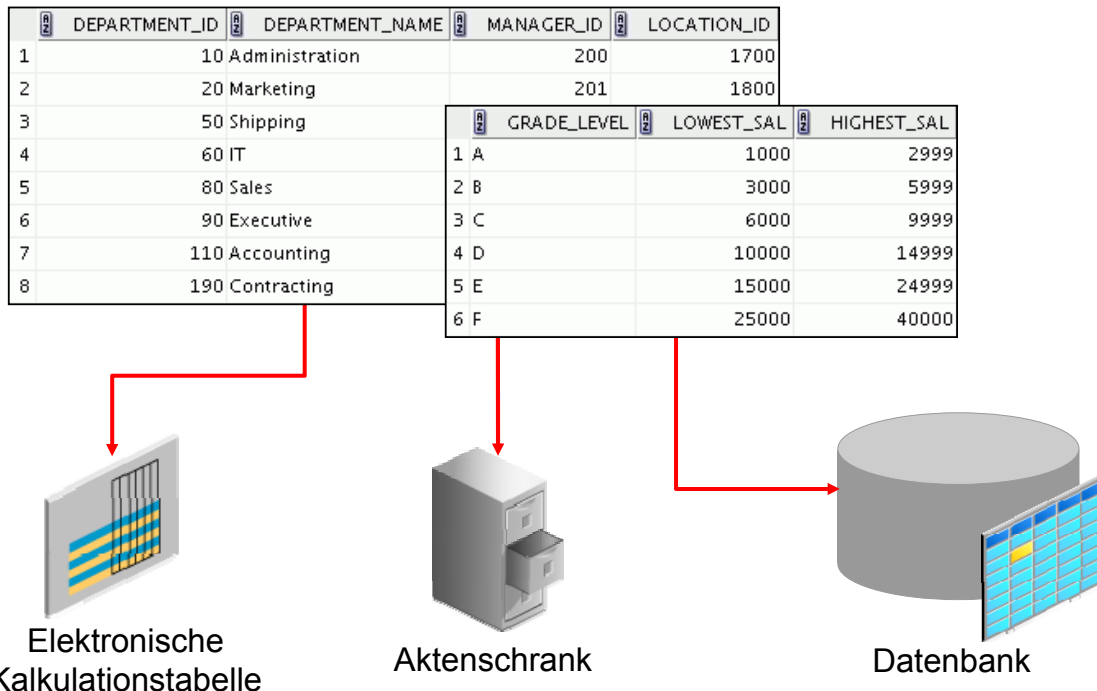 DEPARTMENT_ID DEPARTMENT_NAME MANAGER_ID LOCATION_ID
1 10 Administration 200 1700
2 20 Marketing 201 1800
3 50 Shipping
4 60 IT
5 80 Sales
6 90 Executive
7 110 Accounting
8 190 Contracting
GRADE_LEVEL LOWEST_SAL HIGHEST_SAL
1 A 1000 2999
2 B 3000 5999
3 C 6000 9999
4 D 10000 14999
5 E 15000 24999
6 F 25000 40000
Elektronische
Kalkulationstabelle
Aktenschrank
Datenbank